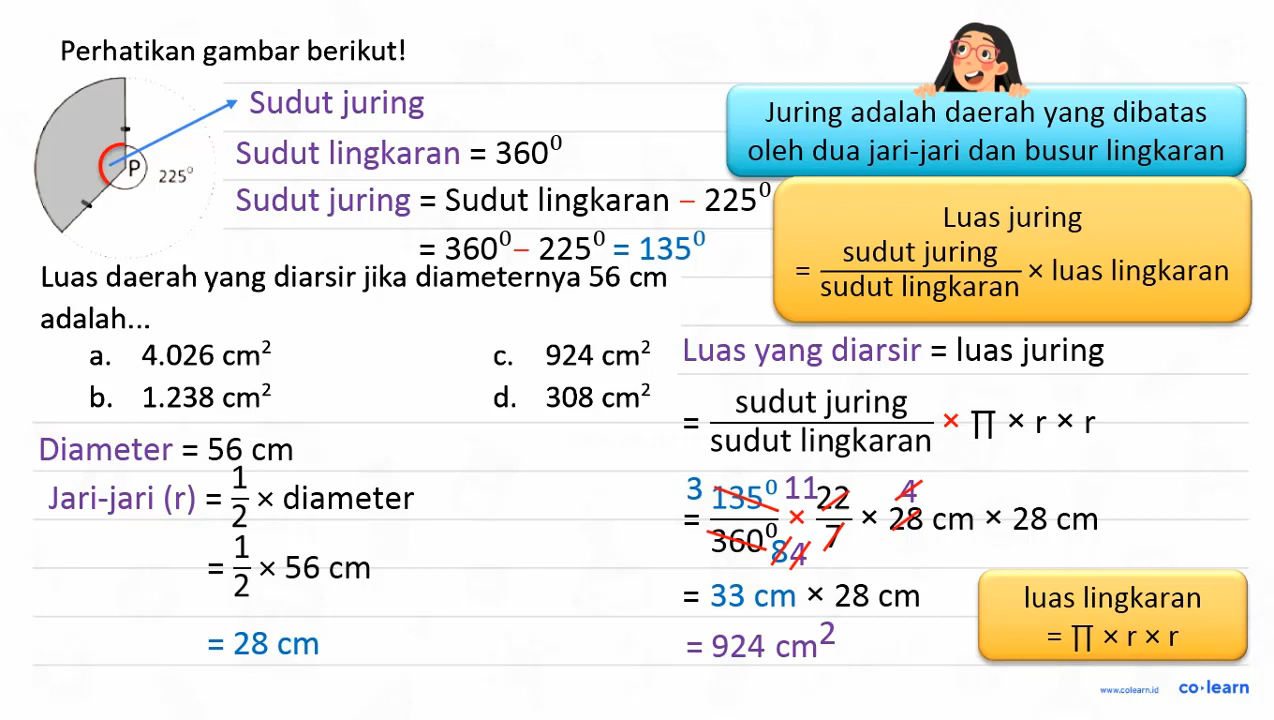 Perhatikan gambar berikut!
P
225⁰
Sudut juring
Sudut lingkaran = 360⁰
Sudut juring = Sudut lingkaran − 225⁰
= 360⁰ − 225⁰ = 135⁰
Juring adalah daerah yang dibatas
oleh dua jari-jari dan busur lingkaran
Luas juring
= sudut juring / sudut lingkaran × luas lingkaran
Luas daerah yang diarsir jika diameternya 56 cm
adalah...
a. 4.026 cm²
c. 924 cm²
b. 1.238 cm²
d. 308 cm²
Diameter = 56 cm
Jari-jari (r) = 1/2 × diameter
= 1/2 × 56 cm
= 28 cm
Luas yang diarsir = luas juring
= sudut juring / sudut lingkaran × ∏ × r × r
3 11 4
= 135⁰/360⁰ × 22/7 × 28 cm × 28 cm
8 4
= 33 cm × 28 cm
= 924 cm²
luas lingkaran
= ∏ × r × r
www.colearn.id
co·learn